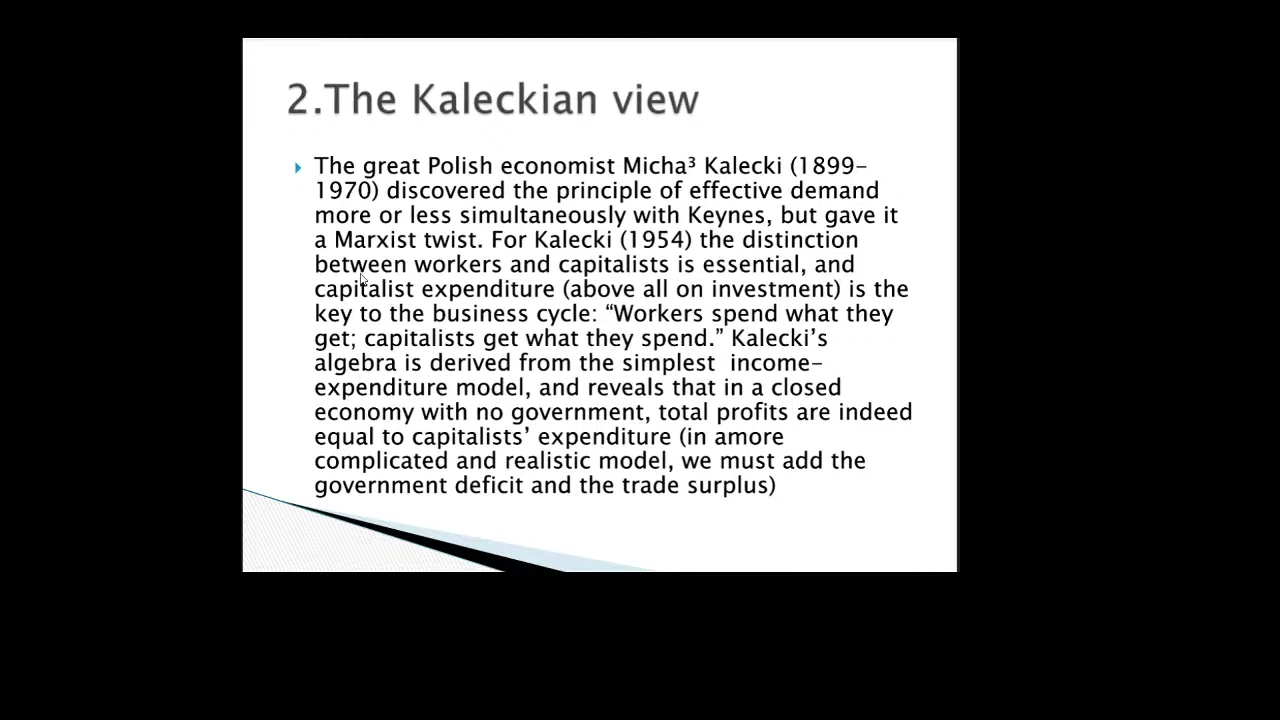 2.The Kaleckian view
The great Polish economist Micha³ Kalecki (1899–
1970) discovered the principle of effective demand
more or less simultaneously with Keynes, but gave it
a Marxist twist. For Kalecki (1954) the distinction
between workers and capitalists is essential, and
capitalist expenditure (above all on investment) is the
key to the business cycle: “Workers spend what they
get; capitalists get what they spend.” Kalecki’s
algebra is derived from the simplest  income–
expenditure model, and reveals that in a closed
economy with no government, total profits are indeed
equal to capitalists’ expenditure (in amore
complicated and realistic model, we must add the
government deficit and the trade surplus)